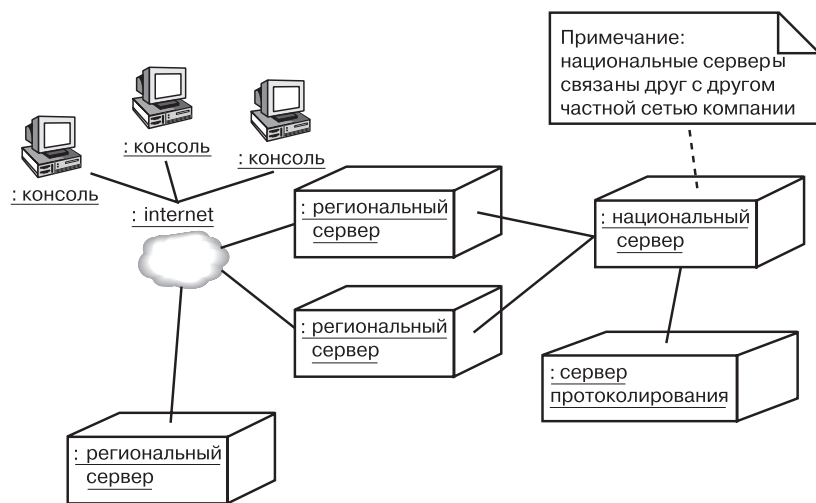 Примечание:
национальные серверы
связаны друг с другом
частной сетью компании
: консоль
: консоль
: консоль
: internet
: региональный
сервер
: национальный
сервер
: региональный
сервер
: сервер
протоколирования
: региональный
сервер